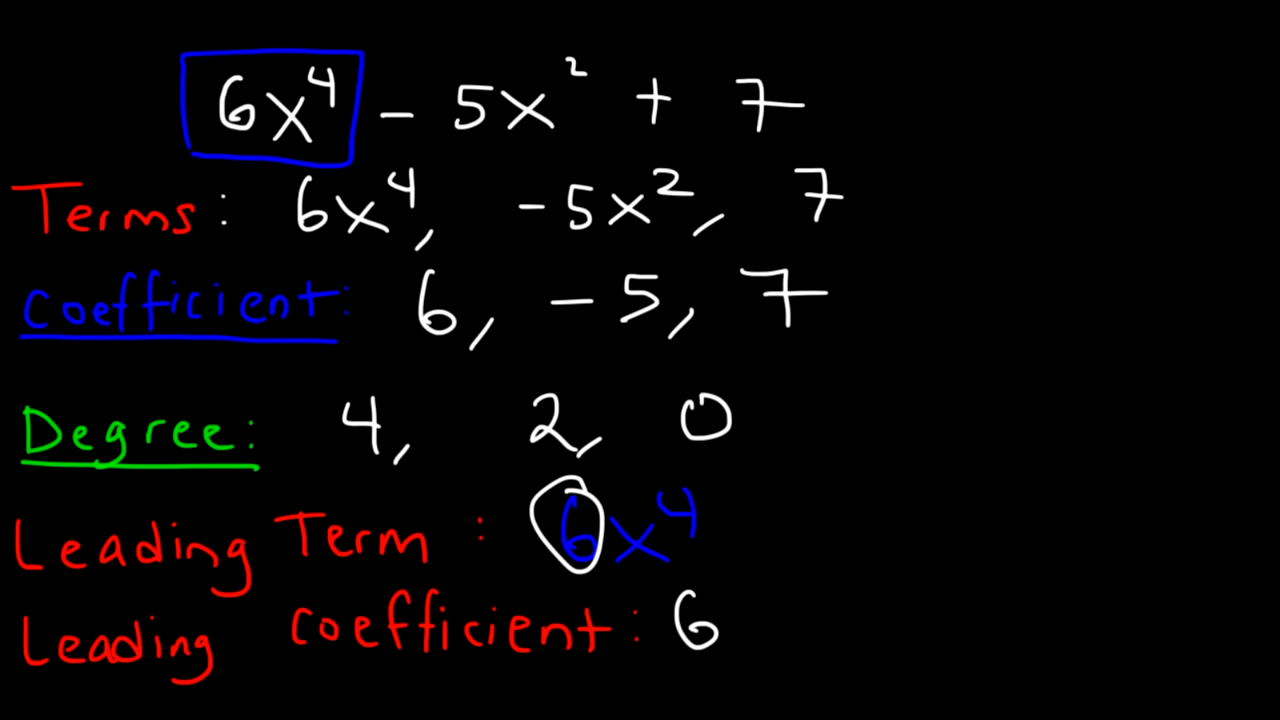 6x⁴ - 5x² + 7
Terms: 6x⁴, -5x², 7
Coefficient: 6, -5, 7
Degree: 4, 2, 0
Leading Term: 6x⁴
Leading coefficient: 6